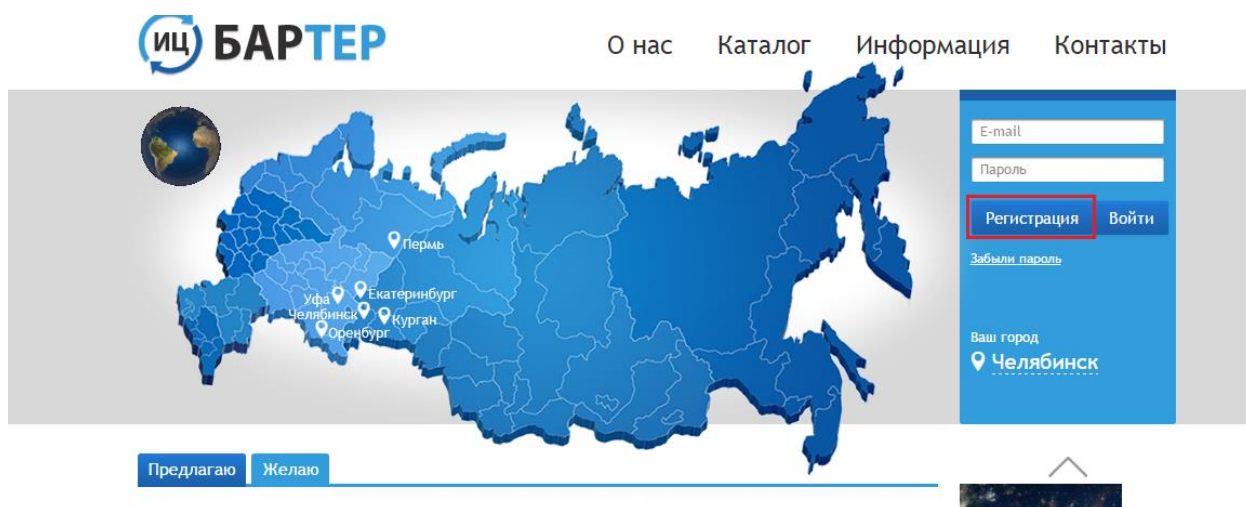 ИЦ БАРТЕР
О нас Каталог Информация Контакты
E-mail
Пароль
Регистрация Войти
Забыли пароль
Пермь
Екатеринбург
Уфа
Челябинск
Курган
Оренбург
Ваш город
Челябинск
Предлагаю Желаю